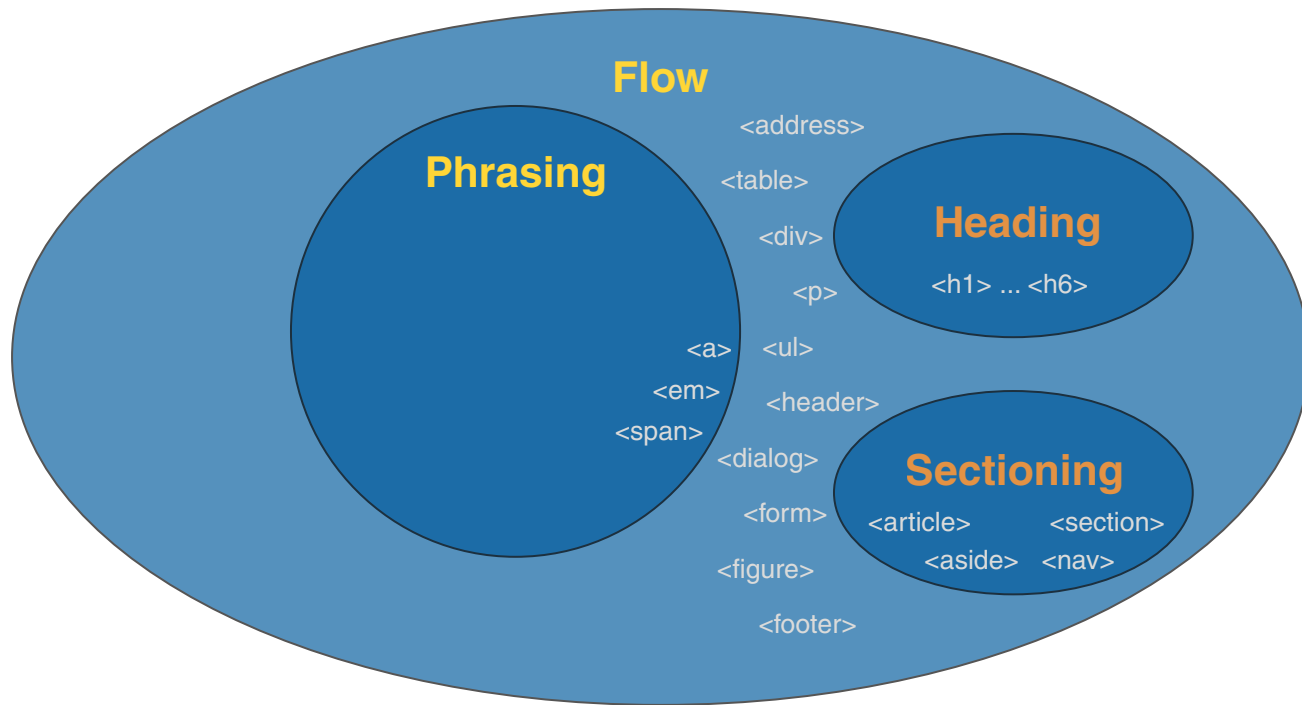 Flow
Phrasing
<a>
<em>
<span>
<address>
<table>
<div>
<p>
<ul>
<header>
<dialog>
<form>
<figure>
<footer>
Heading
<h1> ... <h6>
Sectioning
<article> <section>
<aside> <nav>